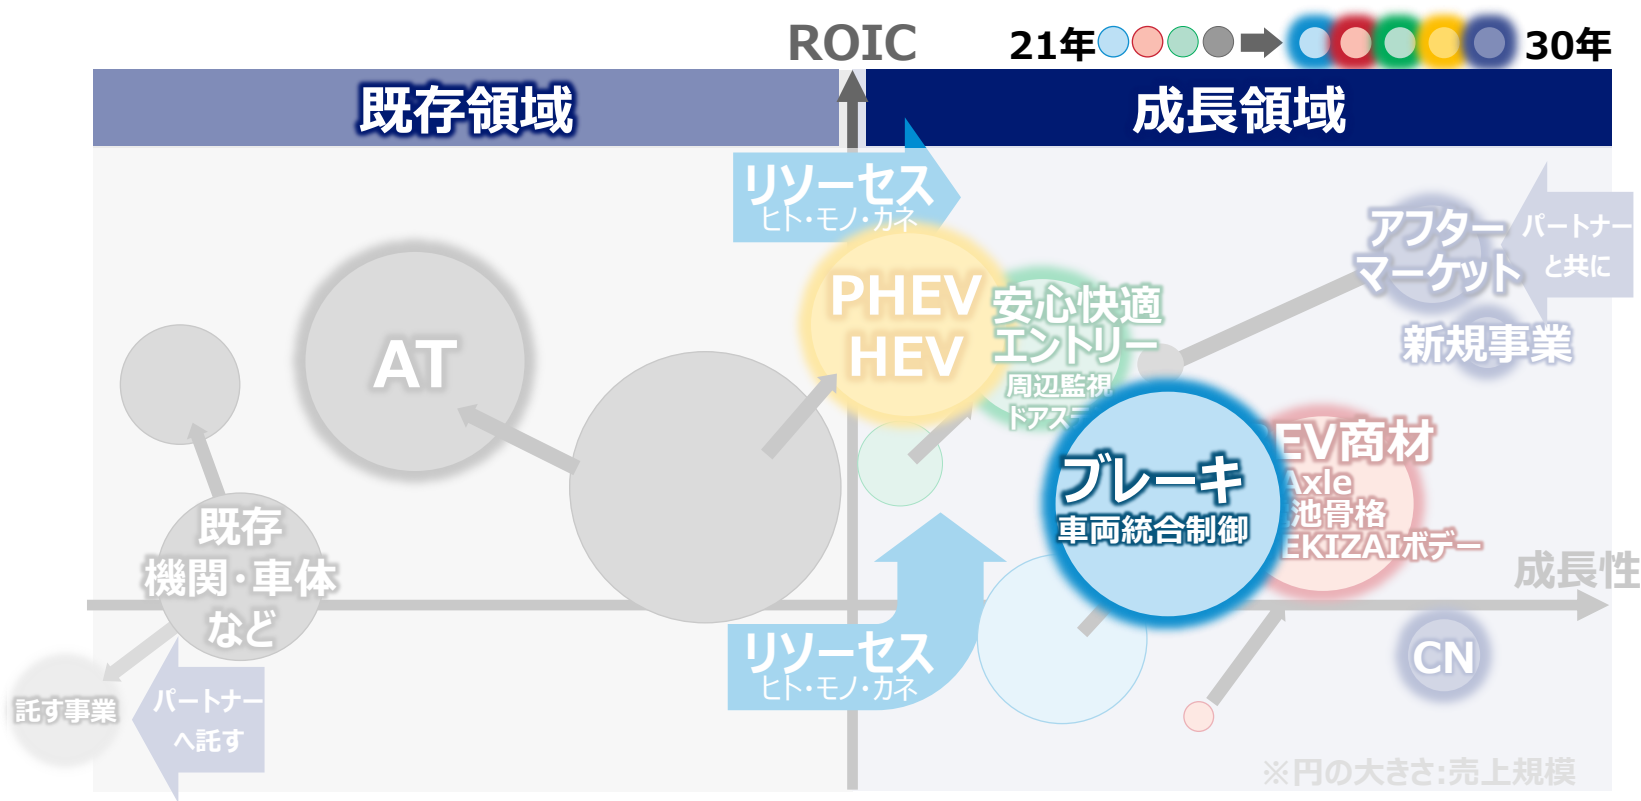 ROIC
21年
30年
既存領域
成長領域
リソーセス
ヒト・モノ・カネ
アフター
マーケット
パートナー
と共に
新規事業
PHEV
HEV
安心快適
エントリー
周辺監視
AT
EV商材
Axle
池骨格
EKIZAIボデー
ブレーキ
車両統合制御
既存
機関・車体
など
成長性
リソーセス
ヒト・モノ・カネ
CN
託す事業
パートナー
へ託す
※円の大きさ:売上規模